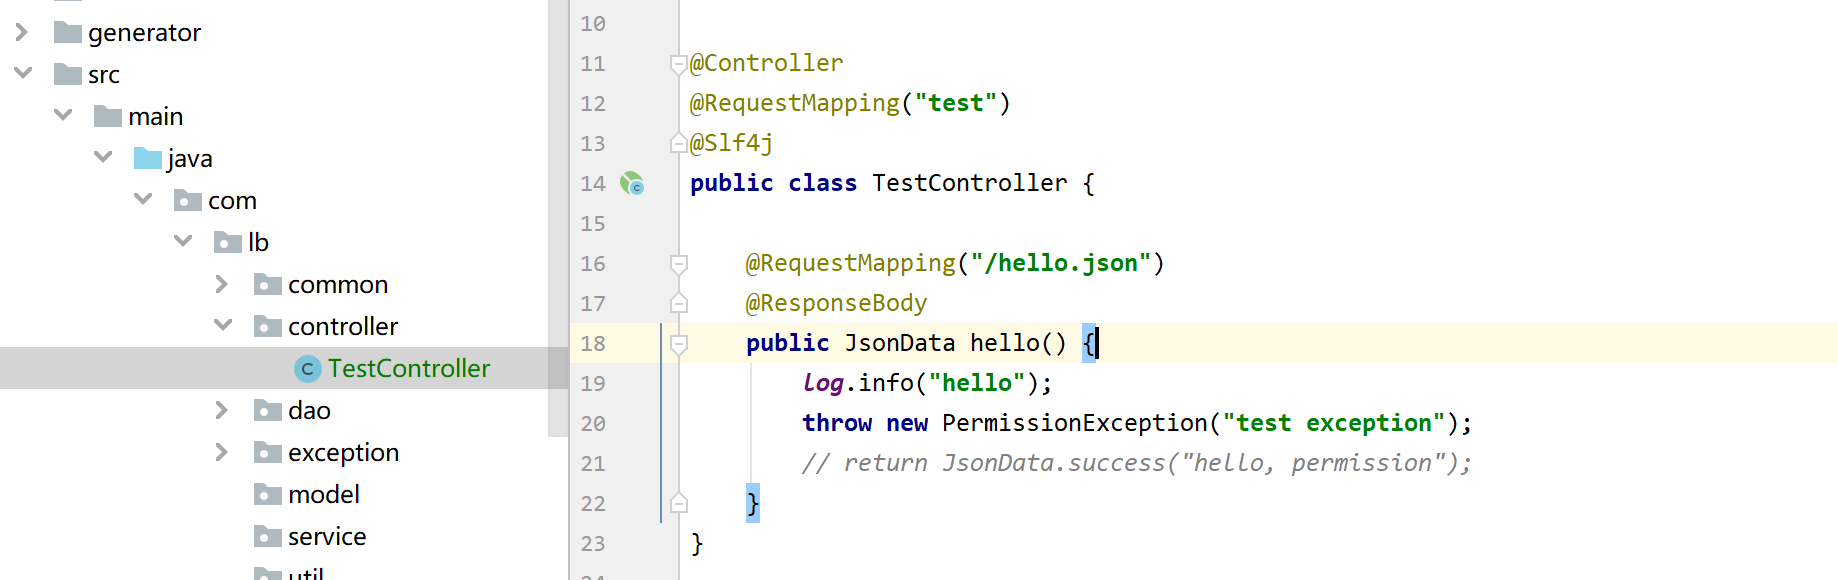 generator
src
main
java
com
lb
common
controller
TestController
dao
exception
model
service
util
10
11 @Controller
12 @RequestMapping("test")
13 @Slf4j
14 public class TestController {
15
16 @RequestMapping("/hello.json")
17 @ResponseBody
18 public JsonData hello() {
19 log.info("hello");
20 throw new PermissionException("test exception");
21 // return JsonData.success("hello, permission");
22 }
23 }